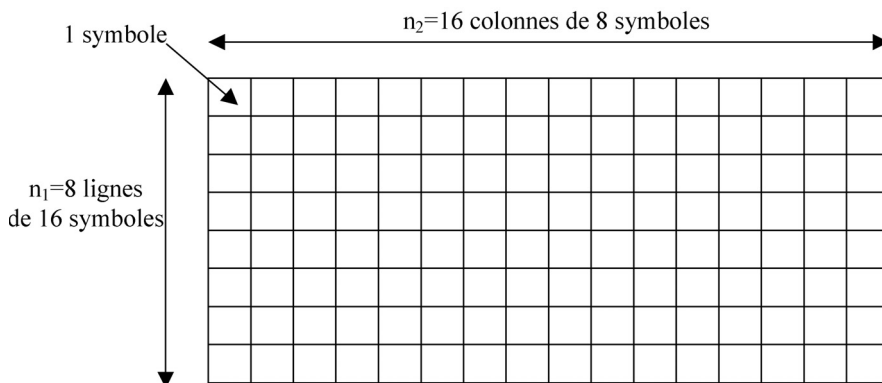 n₂=16 colonnes de 8 symboles
1 symbole
n₁=8 lignes
de 16 symboles